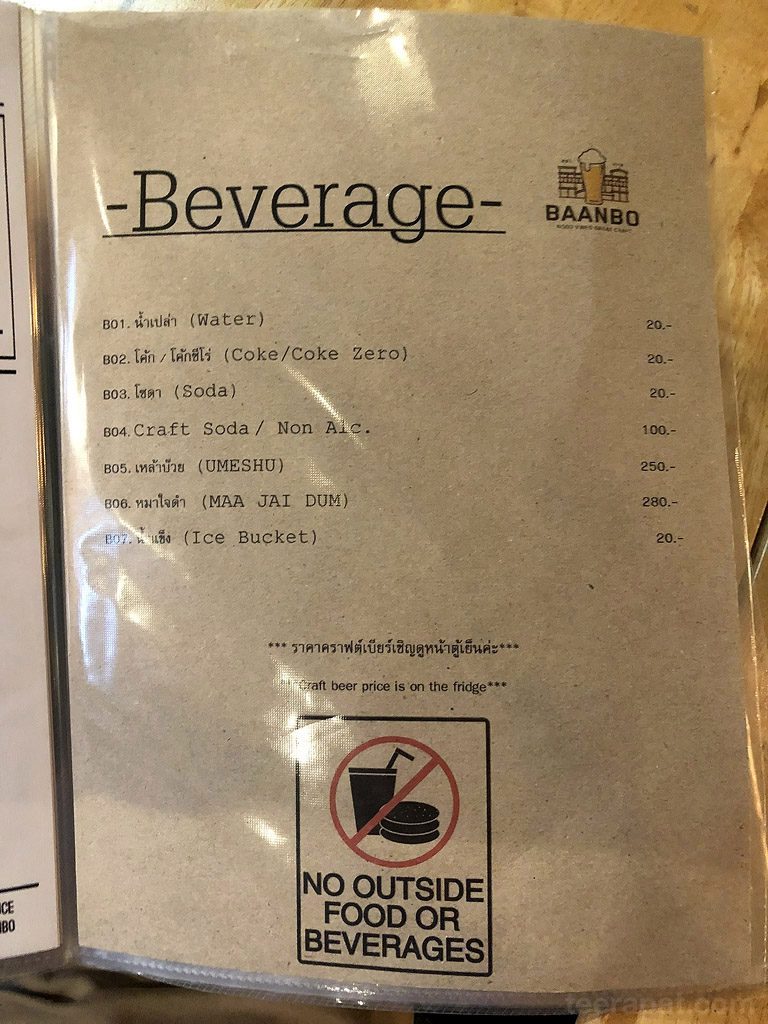 -Beverage-
BAANBO
B01. น้ำเปล่า (Water) 20.-
B02. โค้ก / โค้กซีโร่ (Coke/Coke Zero) 20.-
B03. โซดา (Soda) 20.-
B04. Craft Soda / Non Alc. 100.-
B05. เหล้าบ๊วย (UMESHU) 250.-
B06. หมาใจดำ (MAA JAI DUM) 280.-
B07. น้ำแข็ง (Ice Bucket) 20.-
*** ราคาคราฟต์เบียร์เชิญดูหน้าตู้เย็นค่ะ***
Craft beer price is on the fridge***
NO OUTSIDE
FOOD OR
BEVERAGES
teerapat.com